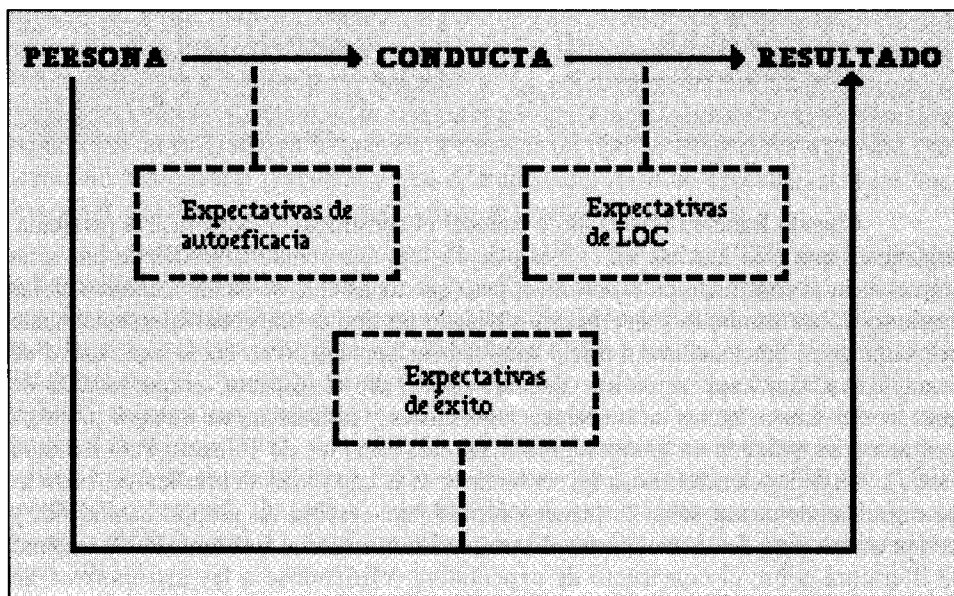 PERSONA CONDUCTA RESULTADO
Expectativas de
autoeficacia
Expectativas
de LOC
Expectativas
de éxito